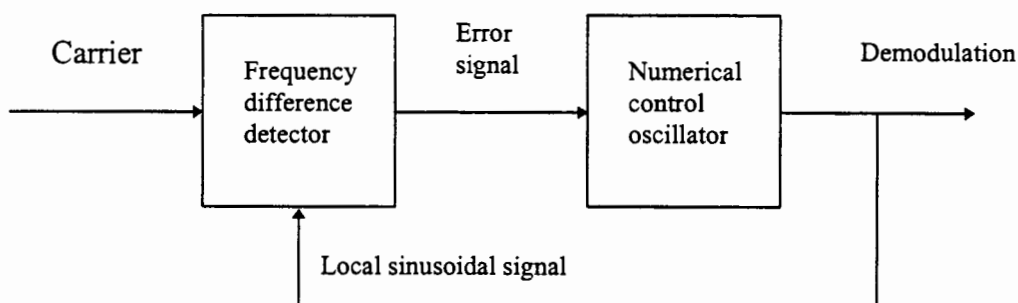 Carrier
Frequency
difference
detector
Error
signal
Numerical
control
oscillator
Demodulation
Local sinusoidal signal